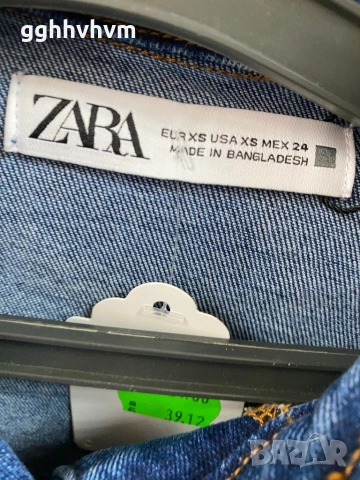 gghhvhvm
ZARA
EUR XS USA XS MEX 24
MADE IN BANGLADESH
39.12
BAZAR